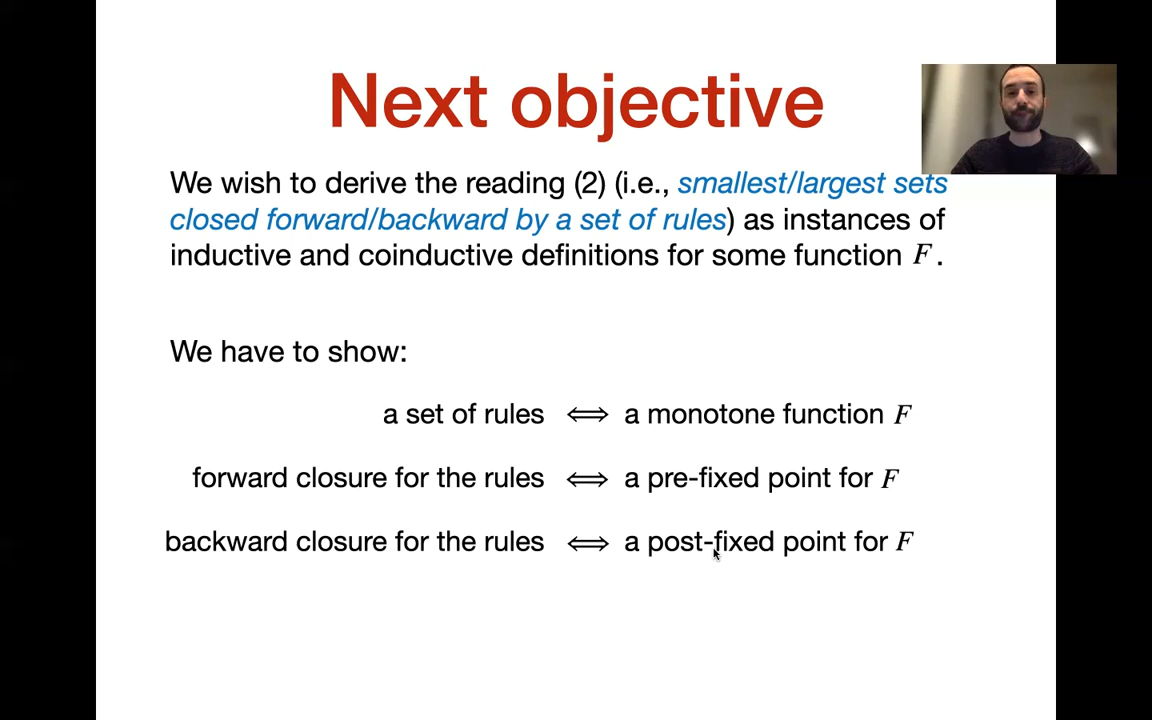 Next objective
We wish to derive the reading (2) (i.e., smallest/largest sets
closed forward/backward by a set of rules) as instances of
inductive and coinductive definitions for some function F.
We have to show:
a set of rules ⟺ a monotone function F
forward closure for the rules ⟺ a pre-fixed point for F
backward closure for the rules ⟺ a post-fixed point for F